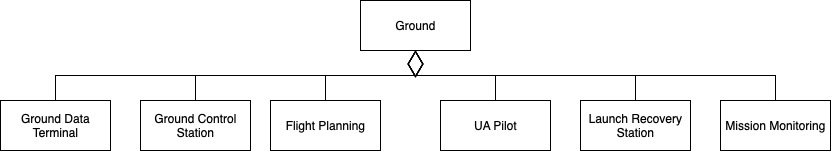 Ground
Ground Data
Terminal
Ground Control
Station
Flight Planning
UA Pilot
Launch Recovery
Station
Mission Monitoring